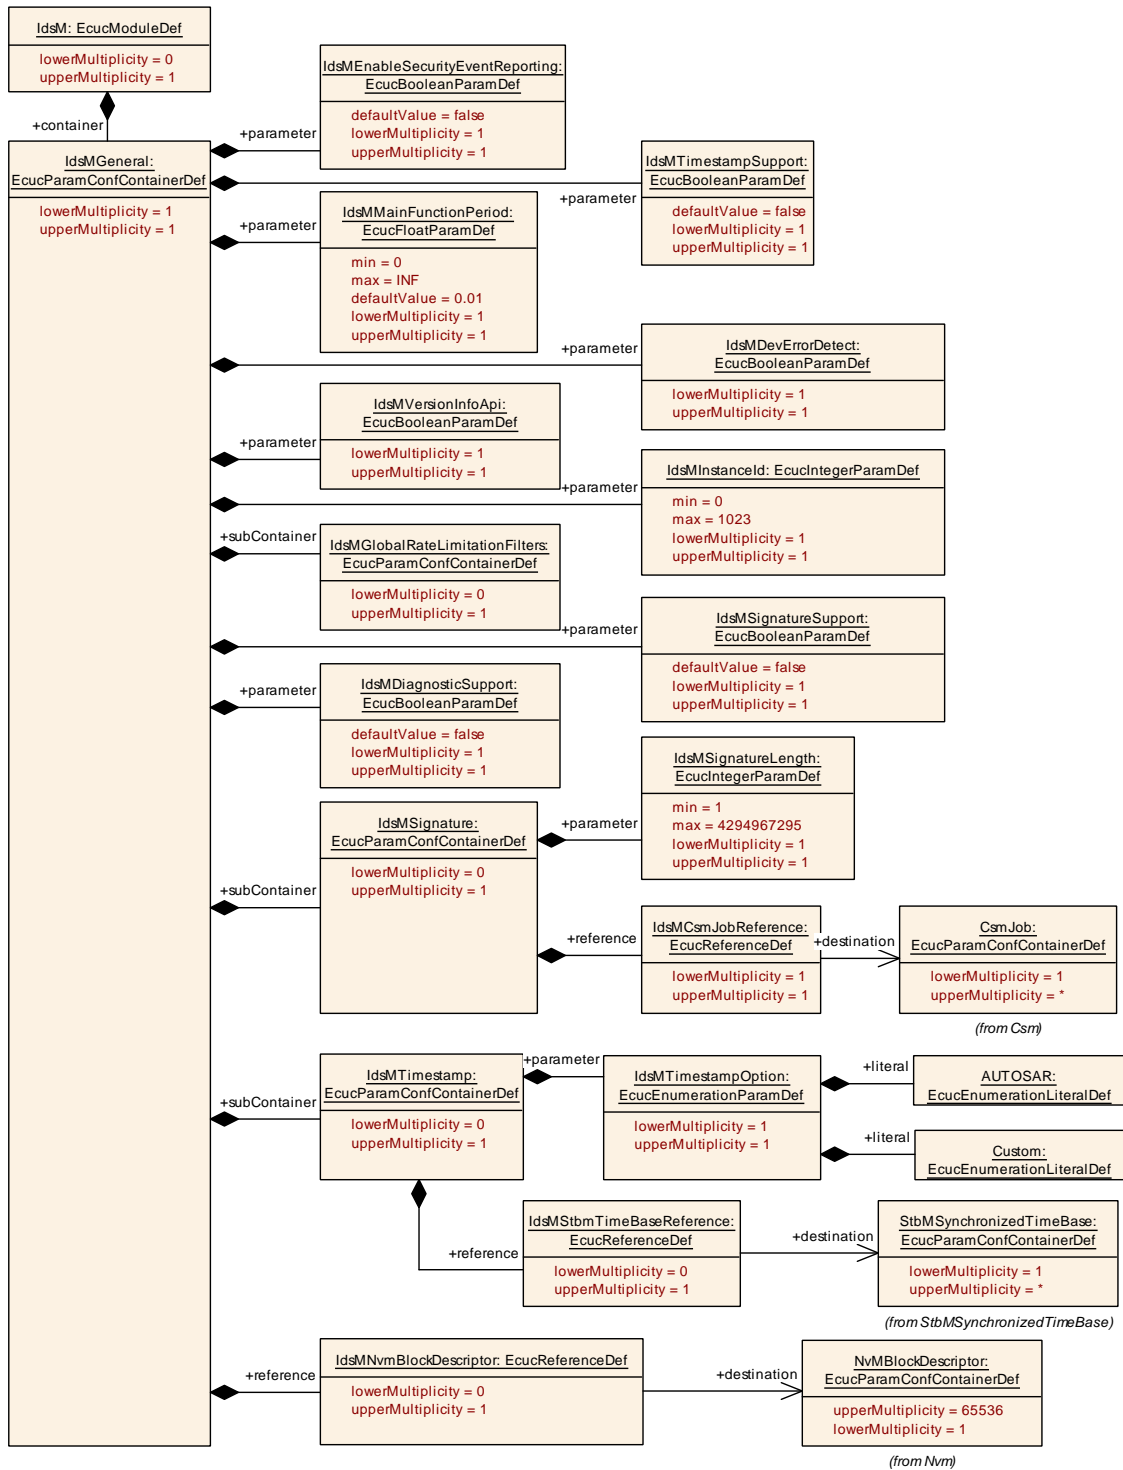 IdsM: EcucModuleDef
lowerMultiplicity = 0
upperMultiplicity = 1
+container
IdsMGeneral:
EcucParamConfContainerDef
lowerMultiplicity = 1
upperMultiplicity = 1
+parameter
IdsMEnableSecurityEventReporting:
EcucBooleanParamDef
defaultValue = false
lowerMultiplicity = 1
upperMultiplicity = 1
+parameter
IdsMTimestampSupport:
EcucBooleanParamDef
defaultValue = false
lowerMultiplicity = 1
upperMultiplicity = 1
+parameter
IdsMMainFunctionPeriod:
EcucFloatParamDef
min = 0
max = INF
defaultValue = 0.01
lowerMultiplicity = 1
upperMultiplicity = 1
+parameter
IdsMDevErrorDetect:
EcucBooleanParamDef
lowerMultiplicity = 1
upperMultiplicity = 1
+parameter
IdsMVersionInfoApi:
EcucBooleanParamDef
lowerMultiplicity = 1
upperMultiplicity = 1
+parameter
IdsMInstanceId: EcucIntegerParamDef
min = 0
max = 1023
lowerMultiplicity = 1
upperMultiplicity = 1
+subContainer
IdsMGlobalRateLimitationFilters:
EcucParamConfContainerDef
lowerMultiplicity = 0
upperMultiplicity = 1
+parameter
IdsMSignatureSupport:
EcucBooleanParamDef
defaultValue = false
lowerMultiplicity = 1
upperMultiplicity = 1
+parameter
IdsMDiagnosticSupport:
EcucBooleanParamDef
defaultValue = false
lowerMultiplicity = 1
upperMultiplicity = 1
+subContainer
IdsMSignature:
EcucParamConfContainerDef
lowerMultiplicity = 0
upperMultiplicity = 1
+parameter
IdsMSignatureLength:
EcucIntegerParamDef
min = 1
max = 4294967295
lowerMultiplicity = 1
upperMultiplicity = 1
+reference
IdsMCsmJobReference:
EcucReferenceDef
lowerMultiplicity = 1
upperMultiplicity = 1
+destination
CsmJob:
EcucParamConfContainerDef
lowerMultiplicity = 1
upperMultiplicity = *
(from Csm)
+subContainer
IdsMTimestamp:
EcucParamConfContainerDef
lowerMultiplicity = 0
upperMultiplicity = 1
+parameter
IdsMTimestampOption:
EcucEnumerationParamDef
lowerMultiplicity = 1
upperMultiplicity = 1
+literal
AUTOSAR:
EcucEnumerationLiteralDef
+literal
Custom:
EcucEnumerationLiteralDef
+reference
IdsMStbmTimeBaseReference:
EcucReferenceDef
lowerMultiplicity = 0
upperMultiplicity = 1
+destination
StbMSynchronizedTimeBase:
EcucParamConfContainerDef
lowerMultiplicity = 1
upperMultiplicity = *
(from StbMSynchronizedTimeBase)
+reference
IdsMNvmBlockDescriptor: EcucReferenceDef
lowerMultiplicity = 0
upperMultiplicity = 1
+destination
NvMBlockDescriptor:
EcucParamConfContainerDef
upperMultiplicity = 65536
lowerMultiplicity = 1
(from Nvm)